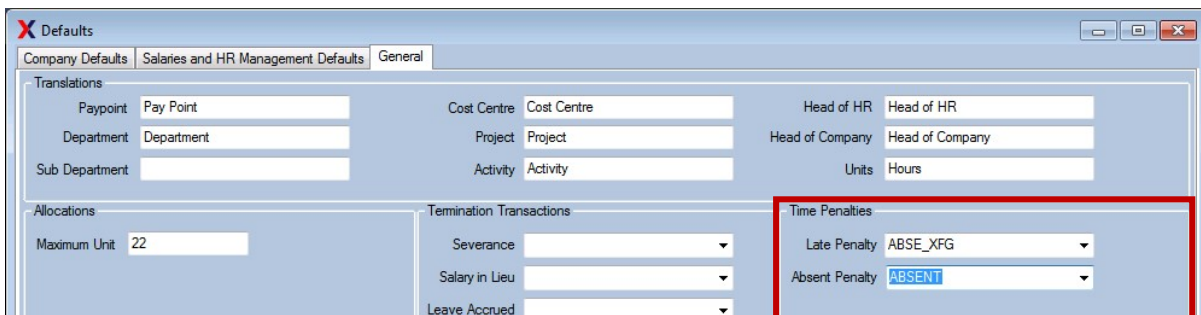 Defaults
Company Defaults Salaries and HR Management Defaults General
Translations
Paypoint Pay Point Cost Centre Cost Centre Head of HR Head of HR
Department Department Project Project Head of Company Head of Company
Sub Department Activity Activity Units Hours
Allocations Termination Transactions Time Penalties
Maximum Unit 22 Severance Late Penalty ABSE_XFG
Salary in Lieu Absent Penalty ABSENT
Leave Accrued